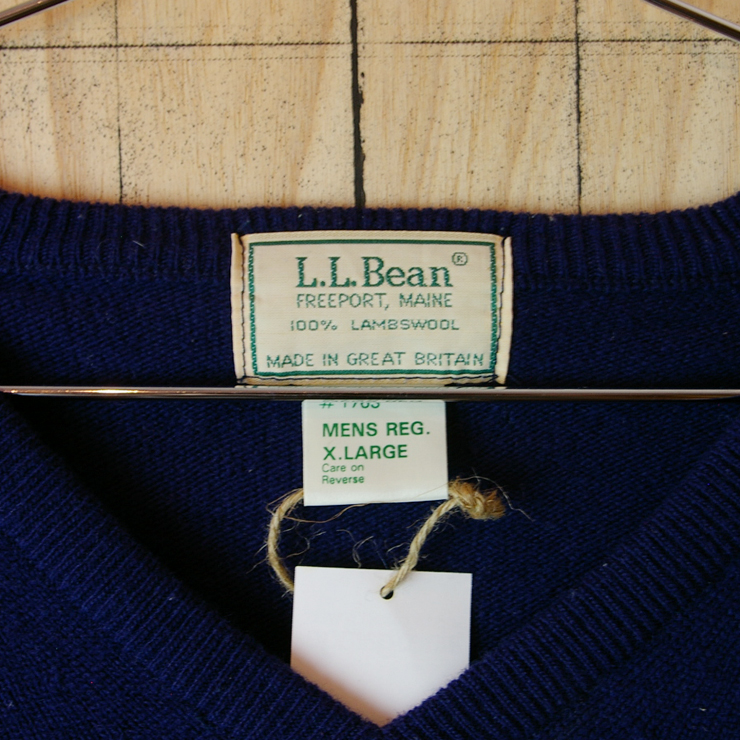 L.L.Bean®
FREEPORT, MAINE
100% LAMBSWOOL
MADE IN GREAT BRITAIN
MENS REG.
X.LARGE
Care on
Reverse